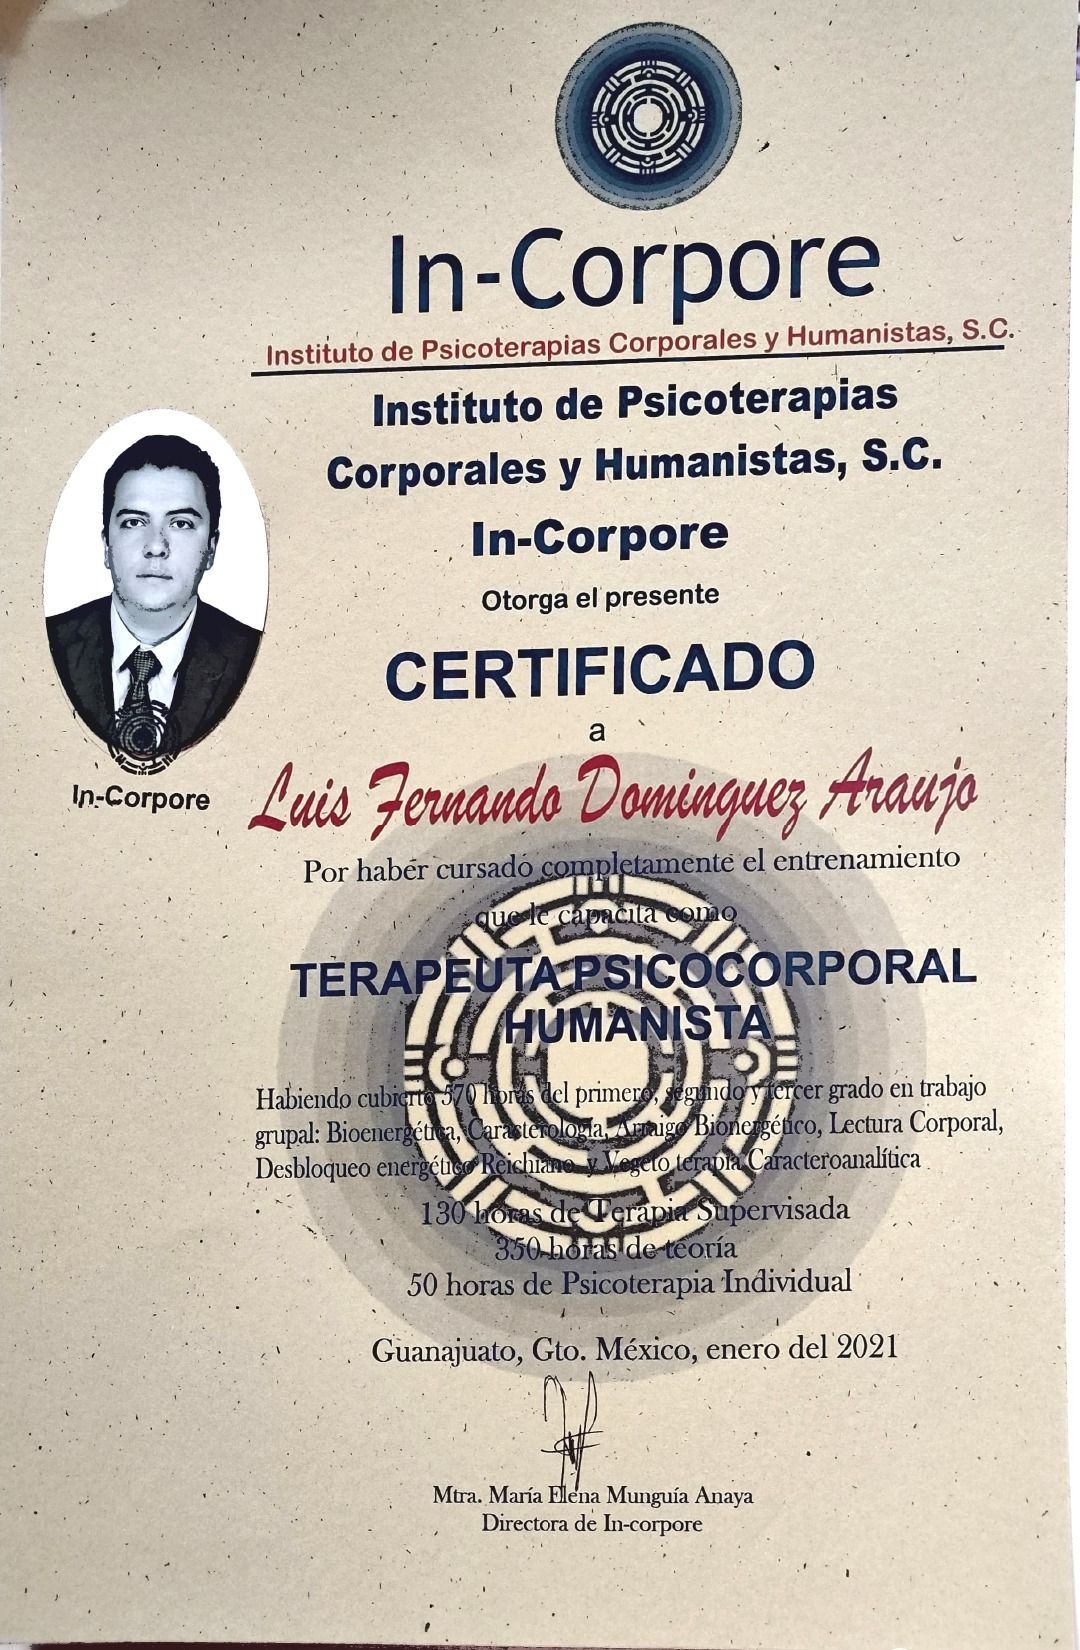 In-Corpore
Instituto de Psicoterapias Corporales y Humanistas, S.C.
Instituto de Psicoterapias
Corporales y Humanistas, S.C.
In-Corpore
Otorga el presente
CERTIFICADO
a
In-Corpore
Luis Fernando Dominguez Araujo
Por haber cursado completamente el entrenamiento
que le capacita como
TERAPEUTA PSICOCORPORAL
HUMANISTA
Habiendo cubierto 570 horas del primero, segundo y tercer grado en trabajo
grupal: Bioenergética, Caracterología, Arraigo Bionergético, Lectura Corporal,
Desbloqueo energético Reichiano y Vegeto terapia Caracteroanalítica
130 horas de Terapia Supervisada
350 horas de teoría
50 horas de Psicoterapia Individual
Guanajuato, Gto. México, enero del 2021
Mtra. María Elena Munguía Anaya
Directora de In-corpore